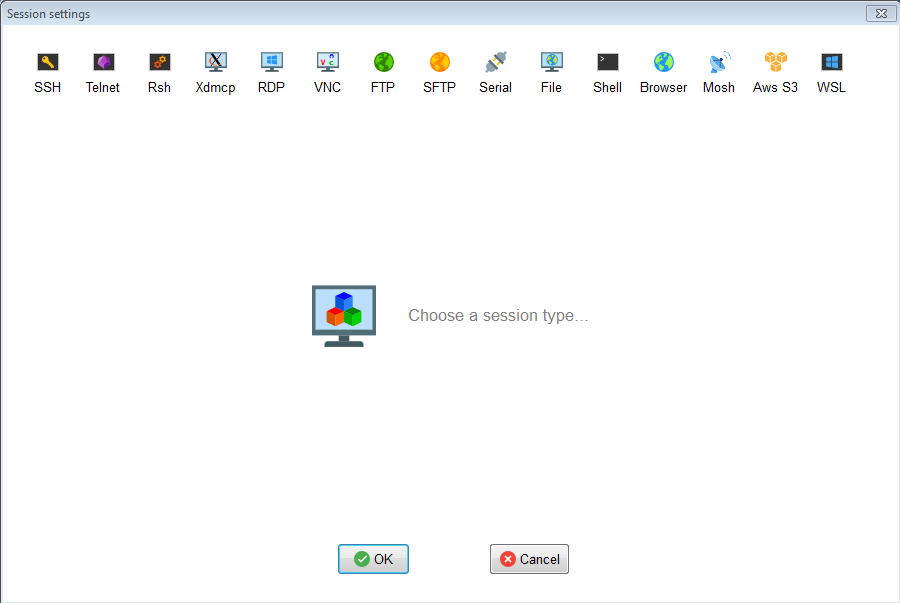 Session settings
SSH Telnet Rsh Xdmcp RDP VNC FTP SFTP Serial File Shell Browser Mosh Aws S3 WSL
Choose a session type...
OK Cancel